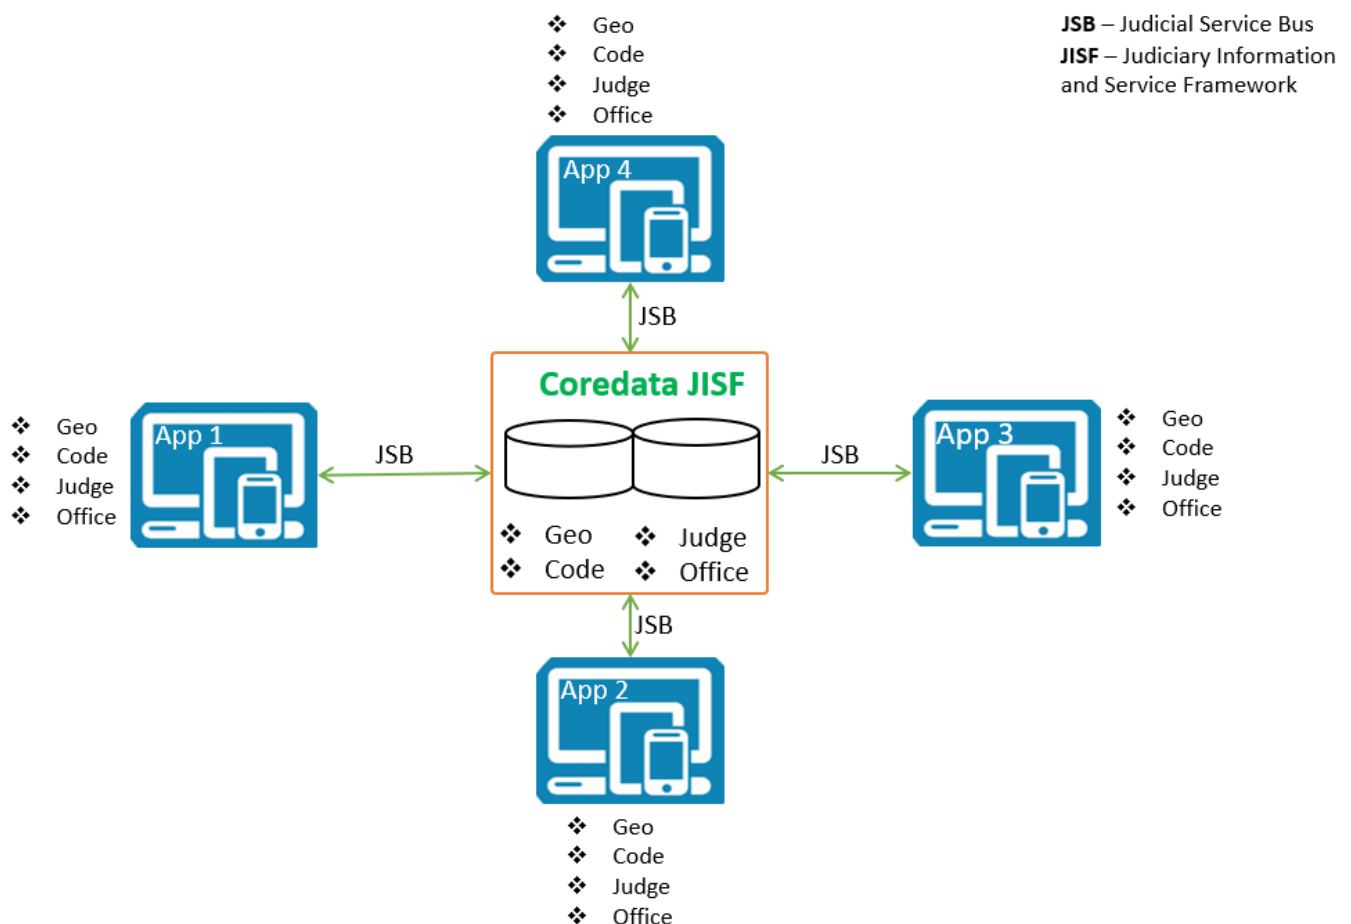 Geo
Code
Judge
Office
JSB – Judicial Service Bus
JISF – Judiciary Information
and Service Framework
App 4
JSB
Coredata JISF
Geo
Code
Judge
Office
App 1
JSB
Geo
Judge
Code
Office
JSB
App 3
Geo
Code
Judge
Office
JSB
App 2
Geo
Code
Judge
Office